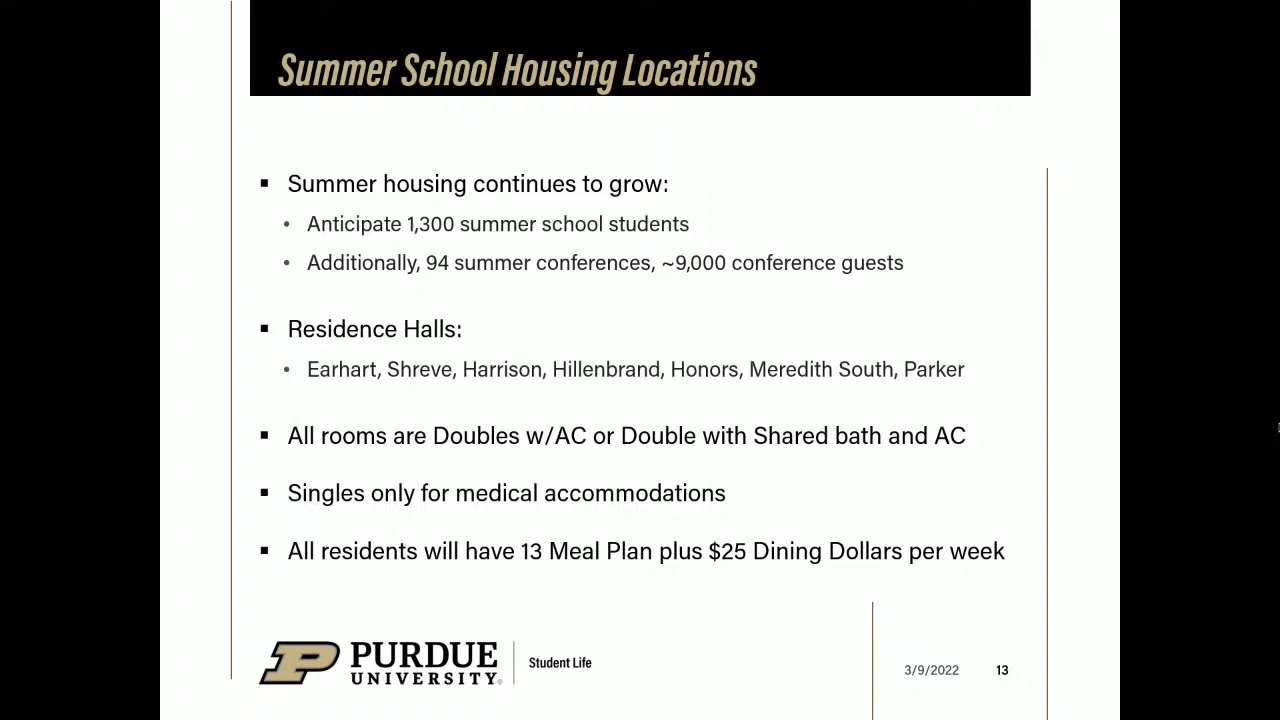 Summer School Housing Locations
▪ Summer housing continues to grow:
• Anticipate 1,300 summer school students
• Additionally, 94 summer conferences, ~9,000 conference guests
▪ Residence Halls:
• Earhart, Shreve, Harrison, Hillenbrand, Honors, Meredith South, Parker
▪ All rooms are Doubles w/AC or Double with Shared bath and AC
▪ Singles only for medical accommodations
▪ All residents will have 13 Meal Plan plus $25 Dining Dollars per week
PURDUE
UNIVERSITY®
Student Life
3/9/2022 13